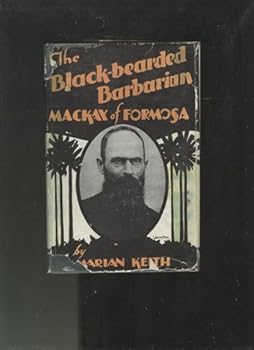 The
Black-bearded
Barbarian
MACKAY of FORMOSA
by
MARIAN KEITH